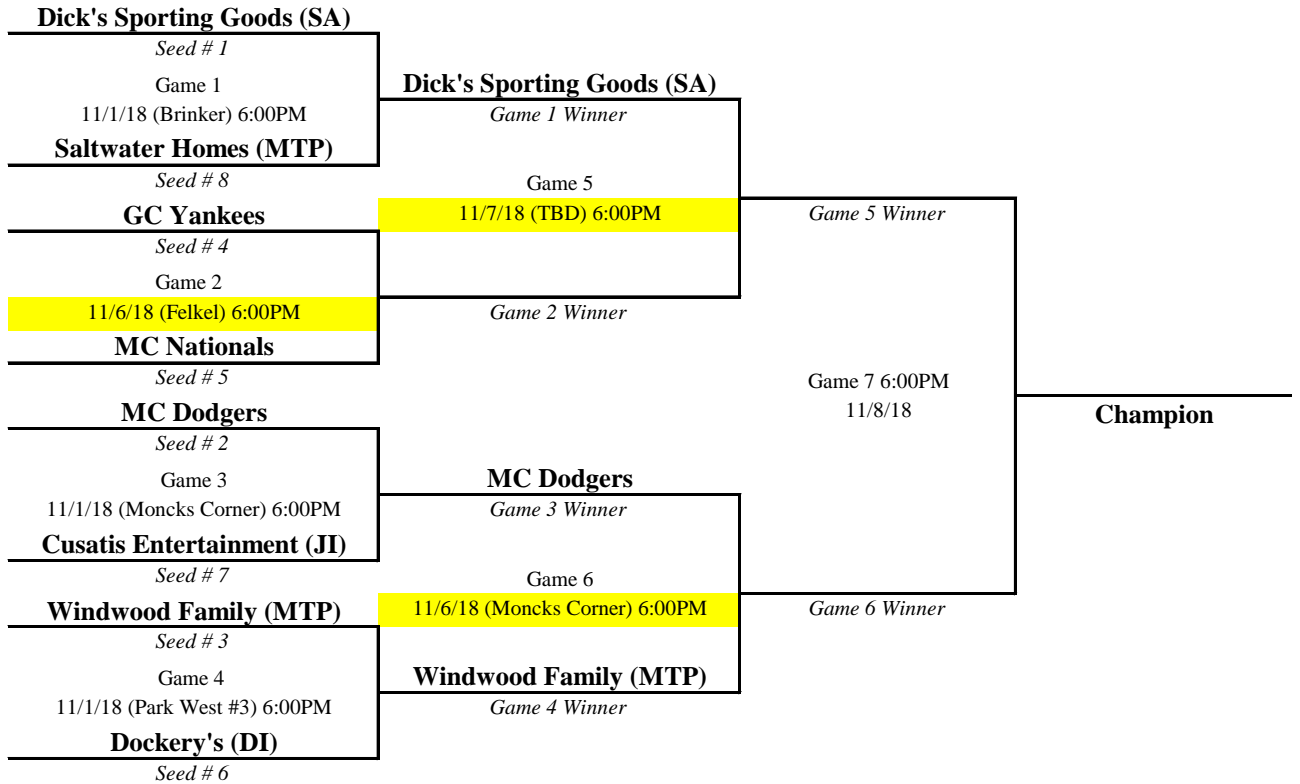 Dick's Sporting Goods (SA)
Seed # 1
Game 1
11/1/18 (Brinker) 6:00PM
Saltwater Homes (MTP)
Seed # 8
GC Yankees
Seed # 4
Game 2
11/6/18 (Felkel) 6:00PM
MC Nationals
Seed # 5
MC Dodgers
Seed # 2
Game 3
11/1/18 (Moncks Corner) 6:00PM
Cusatis Entertainment (JI)
Seed # 7
Windwood Family (MTP)
Seed # 3
Game 4
11/1/18 (Park West #3) 6:00PM
Dockery's (DI)
Seed # 6
Dick's Sporting Goods (SA)
Game 1 Winner
Game 5
11/7/18 (TBD) 6:00PM
Game 2 Winner
MC Dodgers
Game 3 Winner
Game 6
11/6/18 (Moncks Corner) 6:00PM
Windwood Family (MTP)
Game 4 Winner
Game 5 Winner
Game 7 6:00PM
11/8/18
Game 6 Winner
Champion